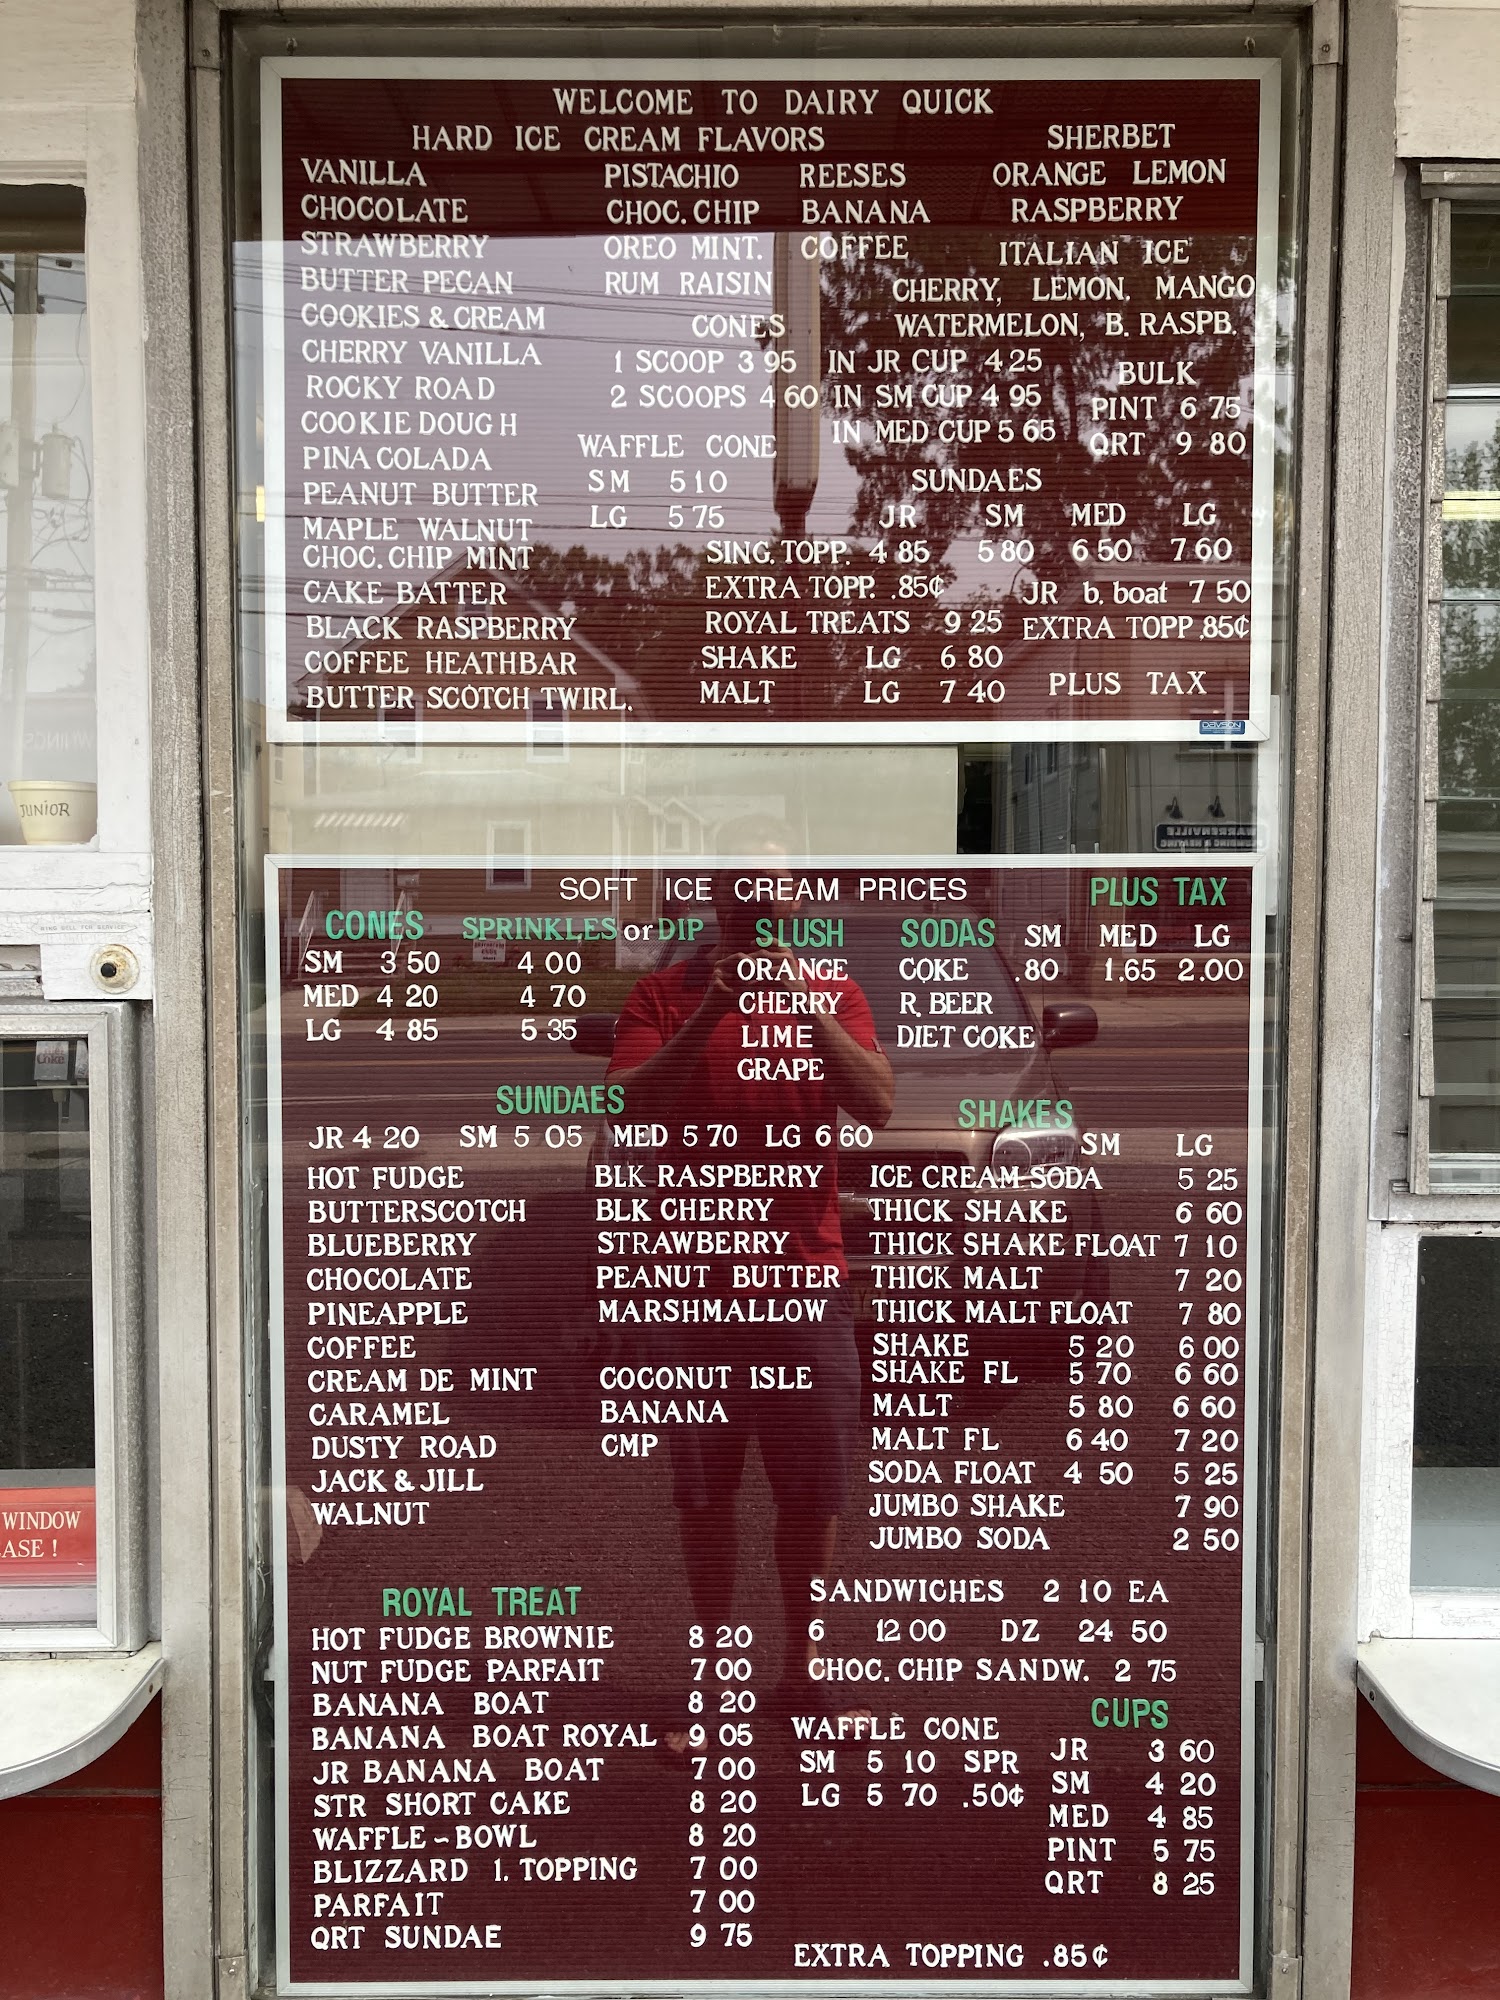 WELCOME TO DAIRY QUICK
HARD ICE CREAM FLAVORS
VANILLA
CHOCOLATE
STRAWBERRY
BUTTER PECAN
COOKIES & CREAM
CHERRY VANILLA
ROCKY ROAD
COOKIE DOUGH
PINA COLADA
PEANUT BUTTER
MAPLE WALNUT
CHOC. CHIP MINT
CAKE BATTER
BLACK RASPBERRY
COFFEE HEATHBAR
BUTTER SCOTCH TWIRL.
PISTACHIO REESES
CHOC. CHIP BANANA
OREO MINT. COFFEE
RUM RAISIN
SHERBET
ORANGE LEMON
RASPBERRY
ITALIAN ICE
CHERRY, LEMON. MANGO
WATERMELON, B. RASPB.
CONES
1 SCOOP 3 95 IN JR CUP 4 25
2 SCOOPS 4 60 IN SM CUP 4 95
IN MED CUP 5 65
BULK
PINT 6 75
QRT 9 80
WAFFLE CONE
SM 5 10
LG 5 75
SUNDAES
JR SM MED LG
SING. TOPP. 4 85 5 80 6 50 7 60
EXTRA TOPP. .85¢
ROYAL TREATS 9 25
SHAKE LG 6 80
MALT LG 7 40
JR b. boat 7 50
EXTRA TOPP .85¢
PLUS TAX
DAVSON
JUNIOR
SOFT ICE CREAM PRICES PLUS TAX
CONES SPRINKLES or DIP
SM 3 50 4 00
MED 4 20 4 70
LG 4 85 5 35
SLUSH
ORANGE
CHERRY
LIME
GRAPE
SODAS SM MED LG
COKE .80 1.65 2.00
R. BEER
DIET COKE
SUNDAES
JR 4 20 SM 5 05 MED 5 70 LG 6 60
HOT FUDGE
BUTTERSCOTCH
BLUEBERRY
CHOCOLATE
PINEAPPLE
COFFEE
CREAM DE MINT
CARAMEL
DUSTY ROAD
JACK & JILL
WALNUT
BLK RASPBERRY
BLK CHERRY
STRAWBERRY
PEANUT BUTTER
MARSHMALLOW
COCONUT ISLE
BANANA
CMP
SHAKES
SM LG
ICE CREAM SODA 5 25
THICK SHAKE 6 60
THICK SHAKE FLOAT 7 10
THICK MALT 7 20
THICK MALT FLOAT 7 80
SHAKE 5 20 6 00
SHAKE FL 5 70 6 60
MALT 5 80 6 60
MALT FL 6 40 7 20
SODA FLOAT 4 50 5 25
JUMBO SHAKE 7 90
JUMBO SODA 2 50
ROYAL TREAT
HOT FUDGE BROWNIE 8 20
NUT FUDGE PARFAIT 7 00
BANANA BOAT 8 20
BANANA BOAT ROYAL 9 05
JR BANANA BOAT 7 00
STR SHORT CAKE 8 20
WAFFLE-BOWL 8 20
BLIZZARD 1. TOPPING 7 00
PARFAIT 7 00
QRT SUNDAE 9 75
SANDWICHES 2 10 EA
6 12 00 DZ 24 50
CHOC. CHIP SANDW. 2 75
WAFFLE CONE
SM 5 10 SPR
LG 5 70 .50¢
CUPS
JR 3 60
SM 4 20
MED 4 85
PINT 5 75
QRT 8 25
EXTRA TOPPING .85¢
WINDOW